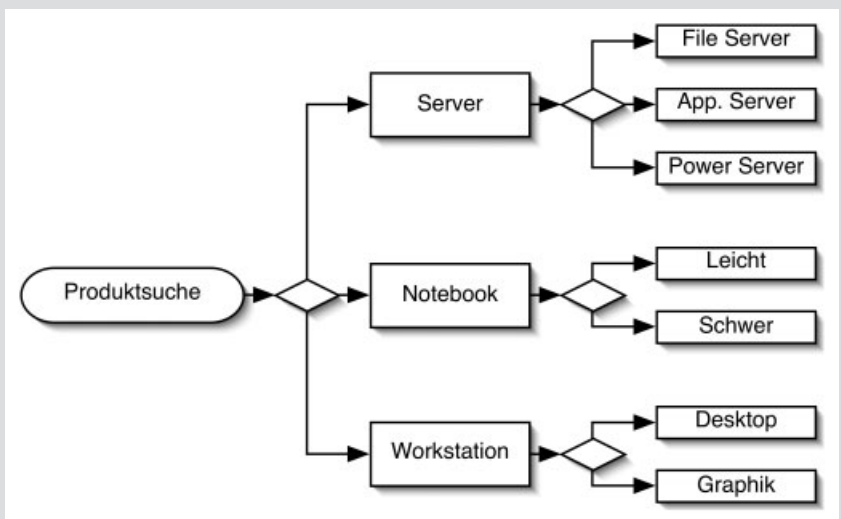 File Server
Server
App. Server
Power Server
Produktsuche
Notebook
Leicht
Schwer
Workstation
Desktop
Graphik